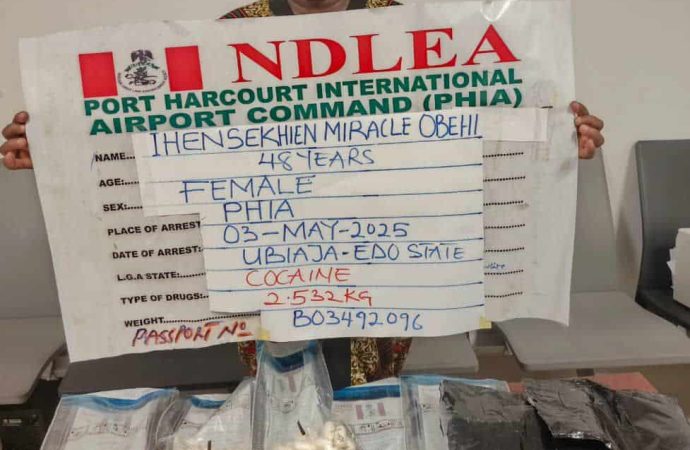 NDLEA
PORT HARCOURT INTERNATIONAL
AIRPORT COMMAND (PHIA)
NAME: IHENSEKHIEN MIRACLE OBEHI
AGE: 48 YEARS
SEX: FEMALE
PLACE OF ARREST: PHIA
DATE OF ARREST: 03-MAY-2025
L.G.A STATE: UBIAJA-EDO STATE
TYPE OF DRUGS: COCAINE
WEIGHT 2.532KG
PASSPORT Nº B03492096